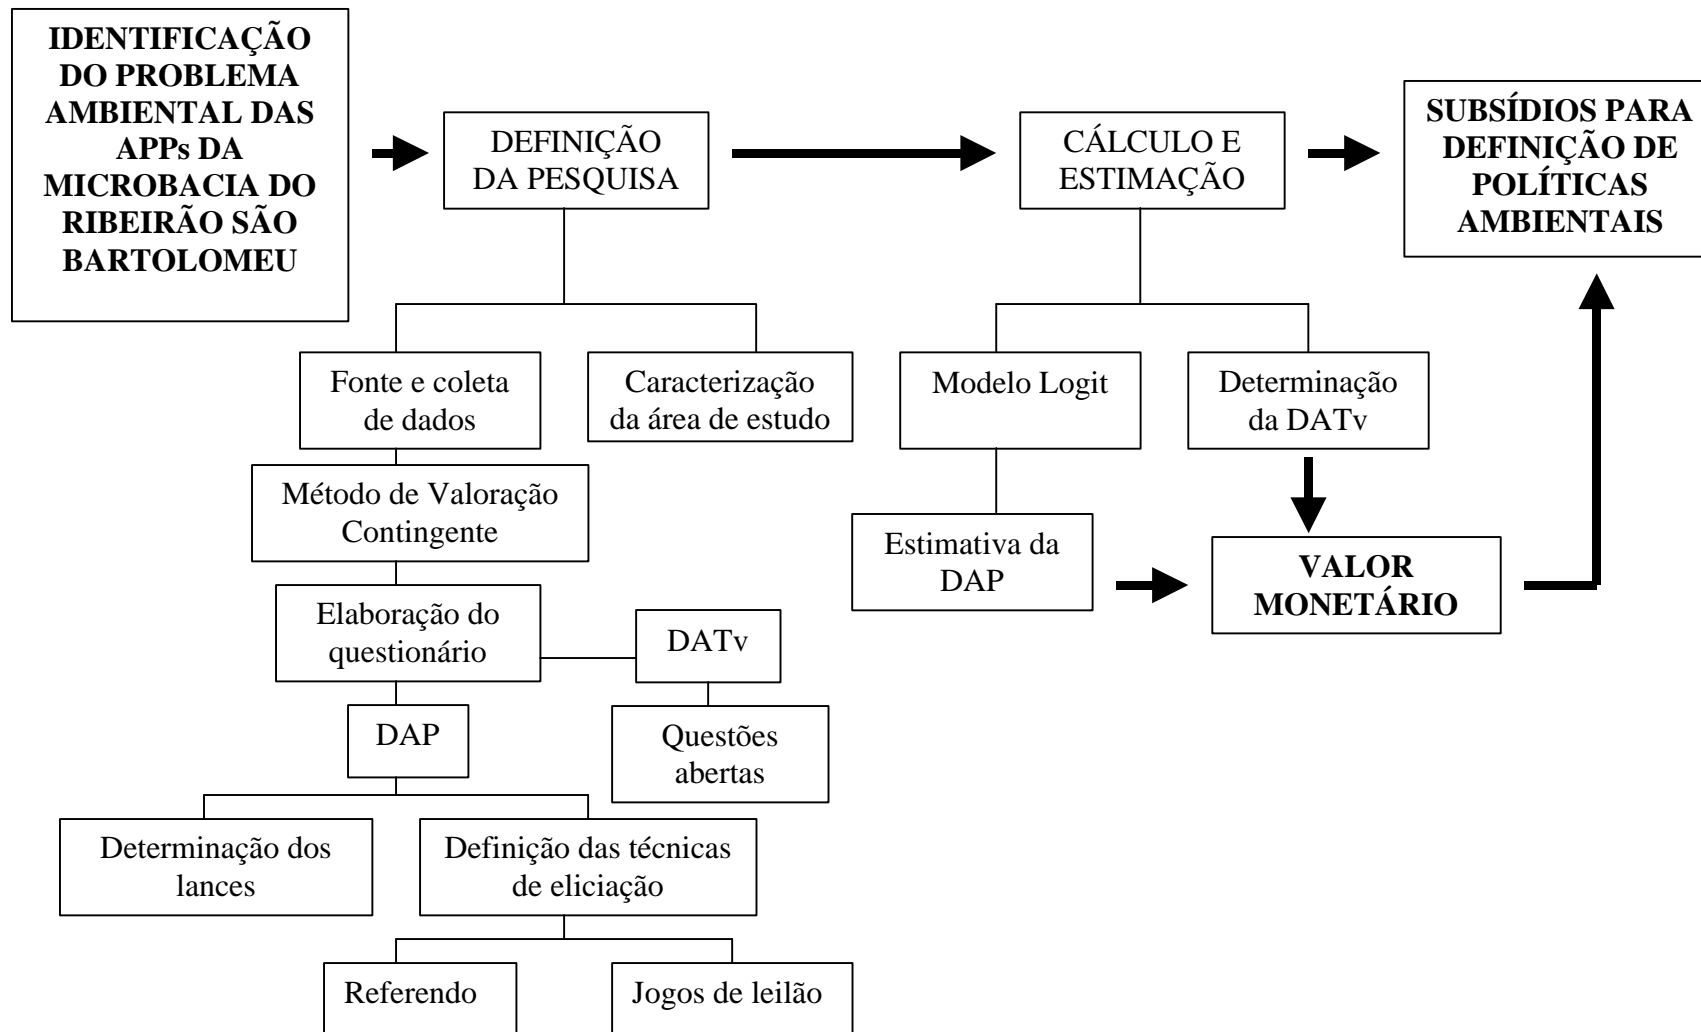 IDENTIFICAÇÃO
DO PROBLEMA
AMBIENTAL DAS
APPs DA
MICROBACIA DO
RIBEIRÃO SÃO
BARTOLOMEU
DEFINIÇÃO
DA PESQUISA
CÁLCULO E
ESTIMAÇÃO
SUBSÍDIOS PARA
DEFINIÇÃO DE
POLÍTICAS
AMBIENTAIS
Fonte e coleta
de dados
Caracterização
da área de estudo
Modelo Logit
Determinação
da DATv
Método de Valoração
Contingente
Estimativa da
DAP
VALOR
MONETÁRIO
Elaboração do
questionário
DATv
DAP
Questões
abertas
Determinação dos
lances
Definição das técnicas
de eliciação
Referendo
Jogos de leilão